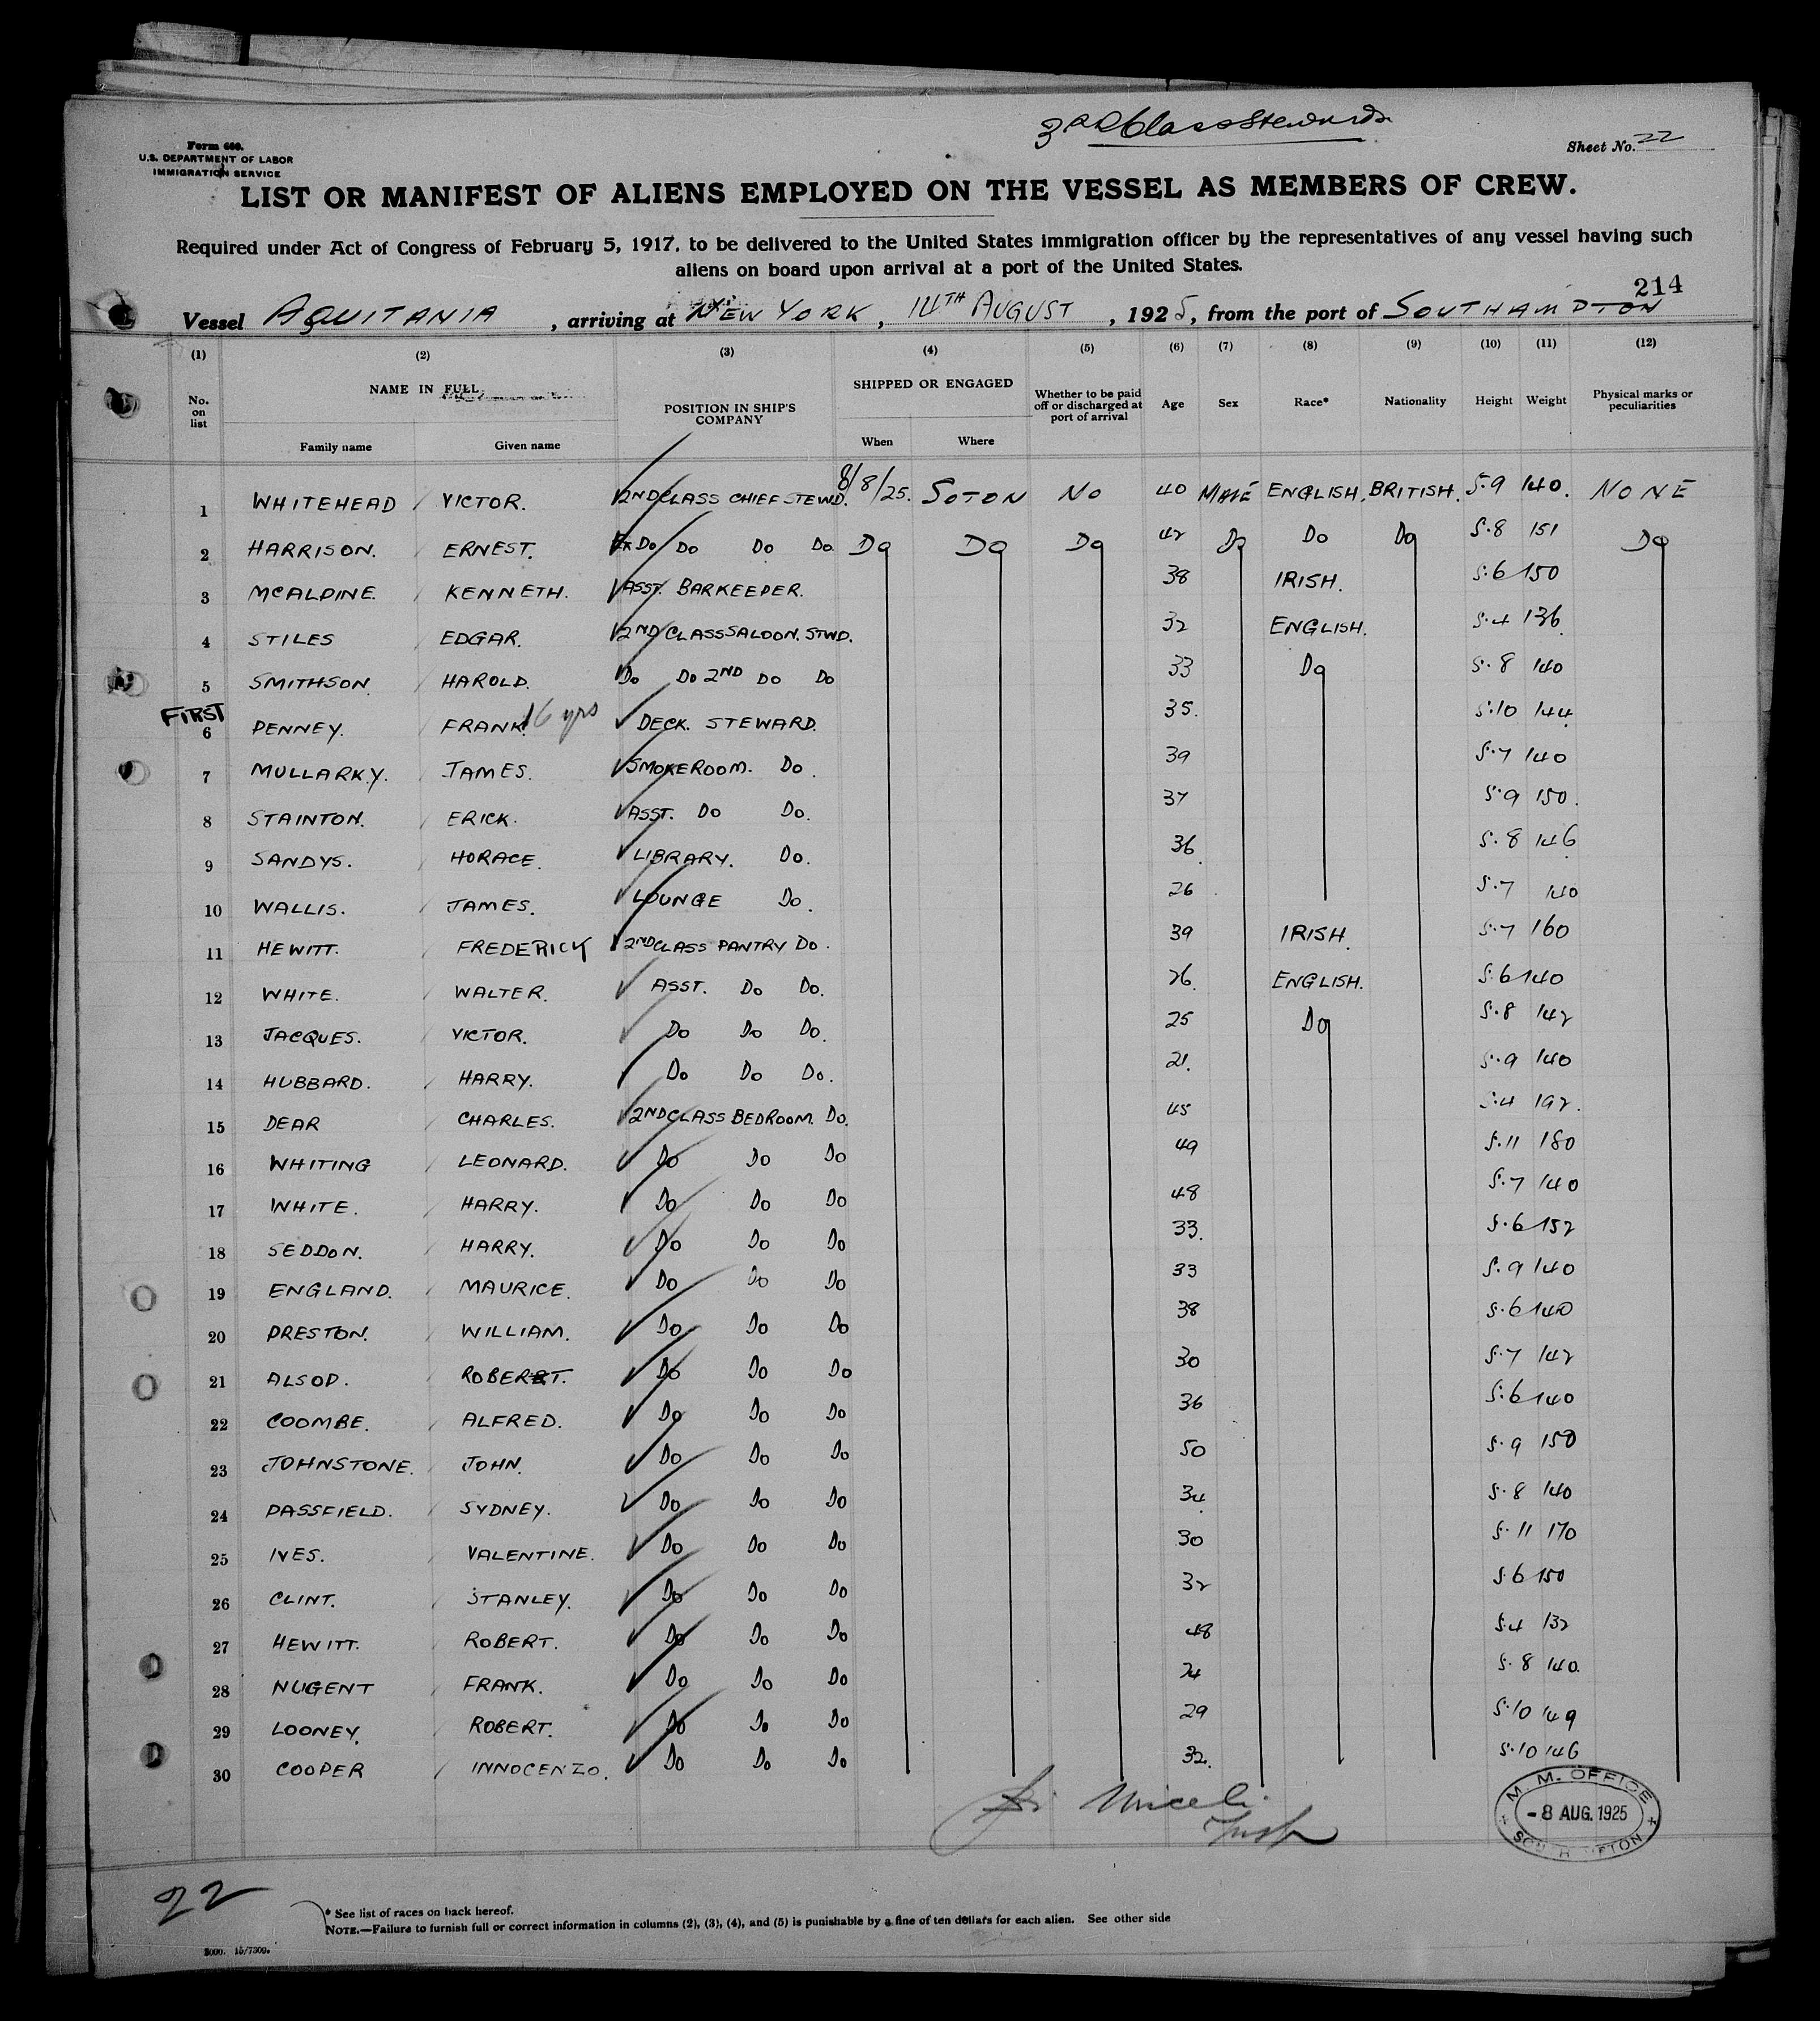 3RD Class Stewards
Form 680.
U.S. DEPARTMENT OF LABOR
IMMIGRATION SERVICE
Sheet No. 22
LIST OR MANIFEST OF ALIENS EMPLOYED ON THE VESSEL AS MEMBERS OF CREW.
Required under Act of Congress of February 5, 1917, to be delivered to the United States immigration officer by the representatives of any vessel having such
aliens on board upon arrival at a port of the United States.
214
Vessel AQUITANIA, arriving at NEW YORK, 14TH AUGUST, 1925, from the port of SOUTHAMPTON
(1) (2) (3) (4) (5) (6) (7) (8) (9) (10) (11) (12)
No. on list NAME IN FULL Family name Given name POSITION IN SHIP'S COMPANY SHIPPED OR ENGAGED When Where Whether to be paid off or discharged at port of arrival Age Sex Race* Nationality Height Weight Physical marks or peculiarities
1 WHITEHEAD VICTOR. 2ND CLASS CHIEF STEWD. 8/8/25. SOTON NO 40 MALE ENGLISH. BRITISH. 5.9 140. NONE
2 HARRISON. ERNEST. Ex Do Do Do Do Do Do Do 42 Do Do Do 5.8 151 Do
3 MCALPINE. KENNETH. ASST. BARKEEPER. 38 IRISH. 5.6 150
4 STILES EDGAR. 2ND CLASS SALOON. STWD. 32 ENGLISH. 5.4 136.
5 SMITHSON. HAROLD. Do Do 2ND Do Do 33 Do 5.8 140
FIRST
6 PENNEY. FRANK. 16 yrs DECK. STEWARD. 35. 5.10 144.
7 MULLARKY. JAMES. SMOKEROOM. Do. 39 5.7 140
8 STAINTON. ERICK. ASST. Do Do. 37 5.9 150.
9 SANDYS. HORACE. LIBRARY. Do. 36. 5.8 146
10 WALLIS. JAMES. LOUNGE Do. 26. 5.7 140
11 HEWITT. FREDERICK 2ND CLASS PANTRY Do. 39 IRISH. 5.7 160
12 WHITE. WALTER. ASST. Do Do. 26. ENGLISH. 5.6 140
13 JACQUES. VICTOR. Do Do Do. 25 Do 5.8 142
14 HUBBARD. HARRY. Do Do Do. 21. 5.9 140
15 DEAR CHARLES. 2ND CLASS BEDROOM. Do. 45 5.4 192.
16 WHITING LEONARD. Do Do Do 49 5.11 180
17 WHITE. HARRY. Do Do Do 48 5.7 140
18 SEDDON. HARRY. Do Do Do 33. 5.6 152
19 ENGLAND. MAURICE. Do Do Do 33 5.9 140
20 PRESTON. WILLIAM. Do Do Do 38 5.6 140
21 ALSOP. ROBERT. Do Do Do 30 5.7 142
22 COOMBE. ALFRED. Do Do Do 36 5.6 140
23 JOHNSTONE. JOHN. Do Do Do 50 5.9 150
24 PASSFIELD. SYDNEY. Do Do Do 34. 5.8 140
25 IVES. VALENTINE. Do Do Do 30 5.11 170
26 CLINT. STANLEY. Do Do Do 32 5.6 150
27 HEWITT. ROBERT. Do Do Do 48 5.4 132
28 NUGENT FRANK. Do Do Do 24 5.8 140.
29 LOONEY. ROBERT. Do Do Do 29 5.10 149
30 COOPER INNOCENZO. Do Do Do 32. 5.10 146
M. M. OFFICE
- 8 AUG. 1925
SOUTHAMPTON
22
* See list of races on back hereof.
NOTE.—Failure to furnish full or correct information in columns (2), (3), (4), and (5) is punishable by a fine of ten dollars for each alien. See other side
5000. 15/7309.